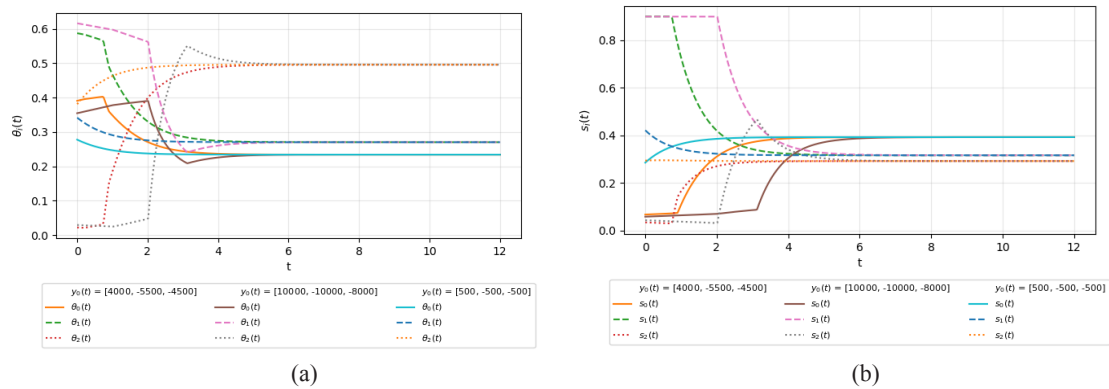 θᵢ(t)
0.6
0.5
0.4
0.3
0.2
0.1
0.0
0 2 4 6 8 10 12
t
y₀(t) = [4000, -5500, -4500] y₀(t) = [10000, -10000, -8000] y₀(t) = [500, -500, -500]
θ₀(t) θ₀(t) θ₀(t)
θ₁(t) θ₁(t) θ₁(t)
θ₂(t) θ₂(t) θ₂(t)
(a)
sᵢ(t)
0.8
0.6
0.4
0.2
0.0
0 2 4 6 8 10 12
t
y₀(t) = [4000, -5500, -4500] y₀(t) = [10000, -10000, -8000] y₀(t) = [500, -500, -500]
s₀(t) s₀(t) s₀(t)
s₁(t) s₁(t) s₁(t)
s₂(t) s₂(t) s₂(t)
(b)